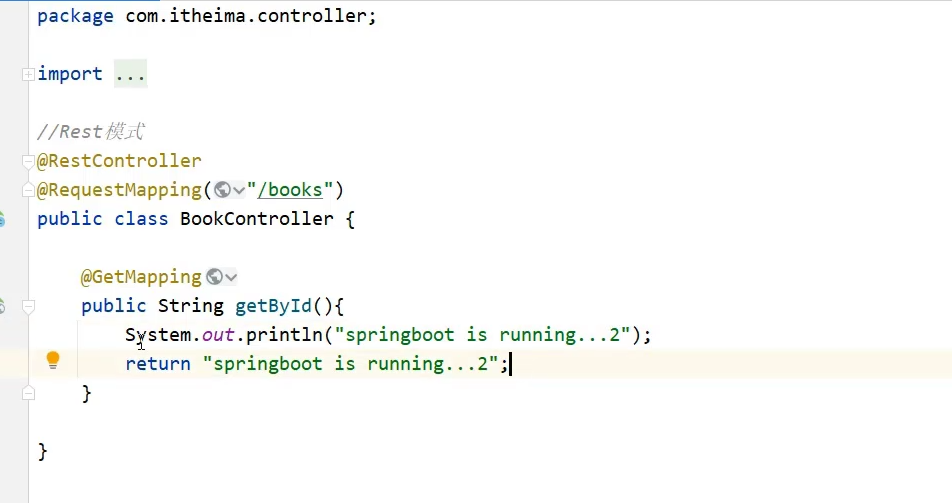 package com.itheima.controller;
import ...
//Rest模式
@RestController
@RequestMapping("/books")
public class BookController {
@GetMapping
public String getById(){
System.out.println("springboot is running...2");
return "springboot is running...2";
}
}